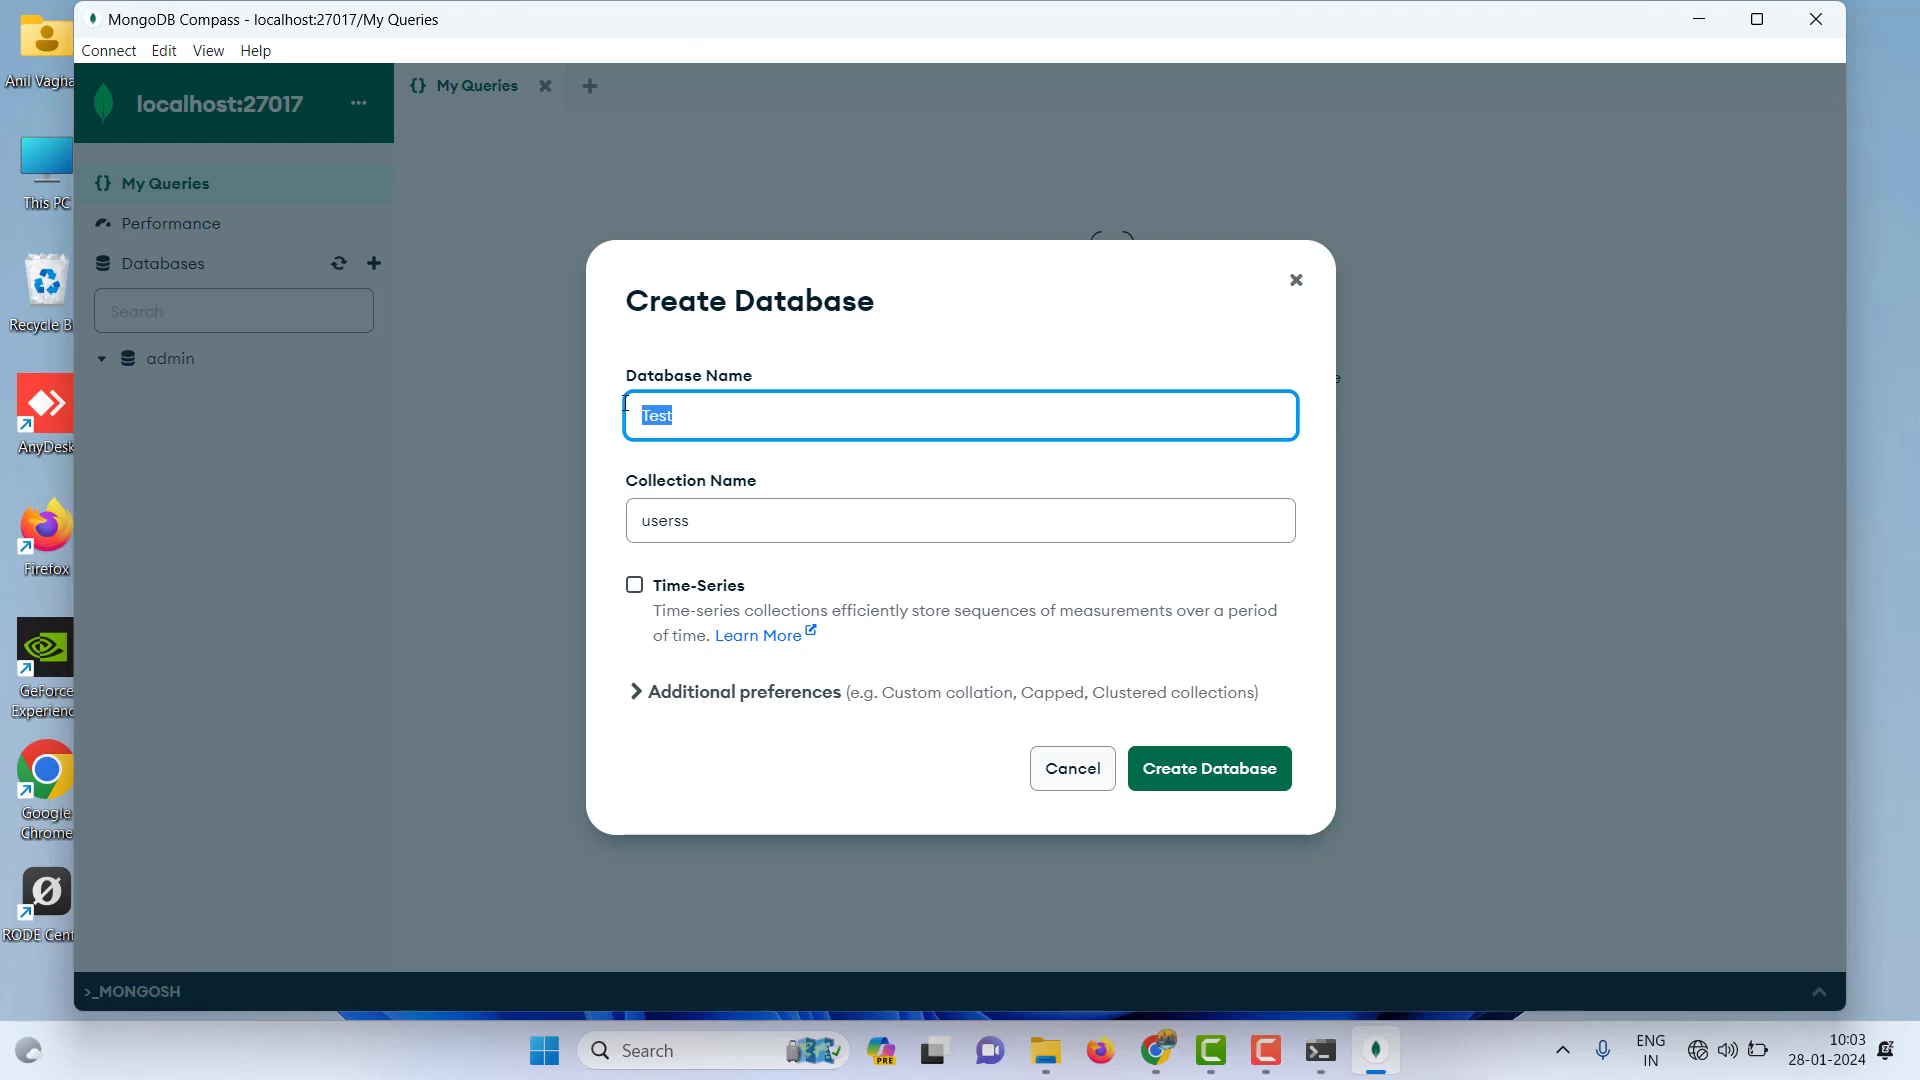 MongoDB Compass - localhost:27017/My Queries
Connect Edit View Help
localhost:27017 ...
{} My Queries
{} My Queries
Performance
Databases
Search
admin
Create Database
Database Name
Test
Collection Name
userss
Time-Series
Time-series collections efficiently store sequences of measurements over a period
of time. Learn More
Additional preferences (e.g. Custom collation, Capped, Clustered collections)
Cancel Create Database
>_MONGOSH
Anil Vagha
This PC
Recycle B
AnyDesk
Firefox
GeForce
Experienc
Google
Chrome
RODE Cent
Search
PRE
ENG
IN
10:03
28-01-2024